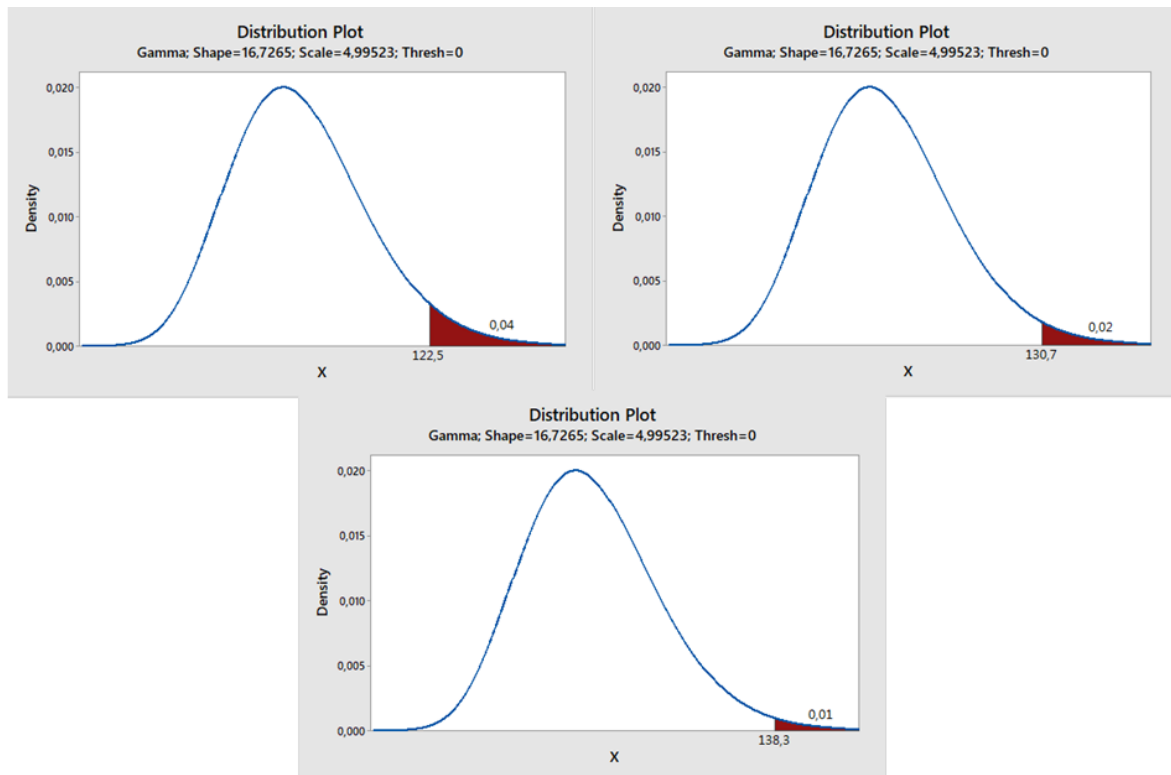 Distribution Plot
Gamma; Shape=16,7265; Scale=4,99523; Thresh=0
0,020
0,015
0,010
0,005
0,000
Density
0,04
122,5
X
Distribution Plot
Gamma; Shape=16,7265; Scale=4,99523; Thresh=0
0,020
0,015
0,010
0,005
0,000
Density
0,02
130,7
X
Distribution Plot
Gamma; Shape=16,7265; Scale=4,99523; Thresh=0
0,020
0,015
0,010
0,005
0,000
Density
0,01
138,3
X